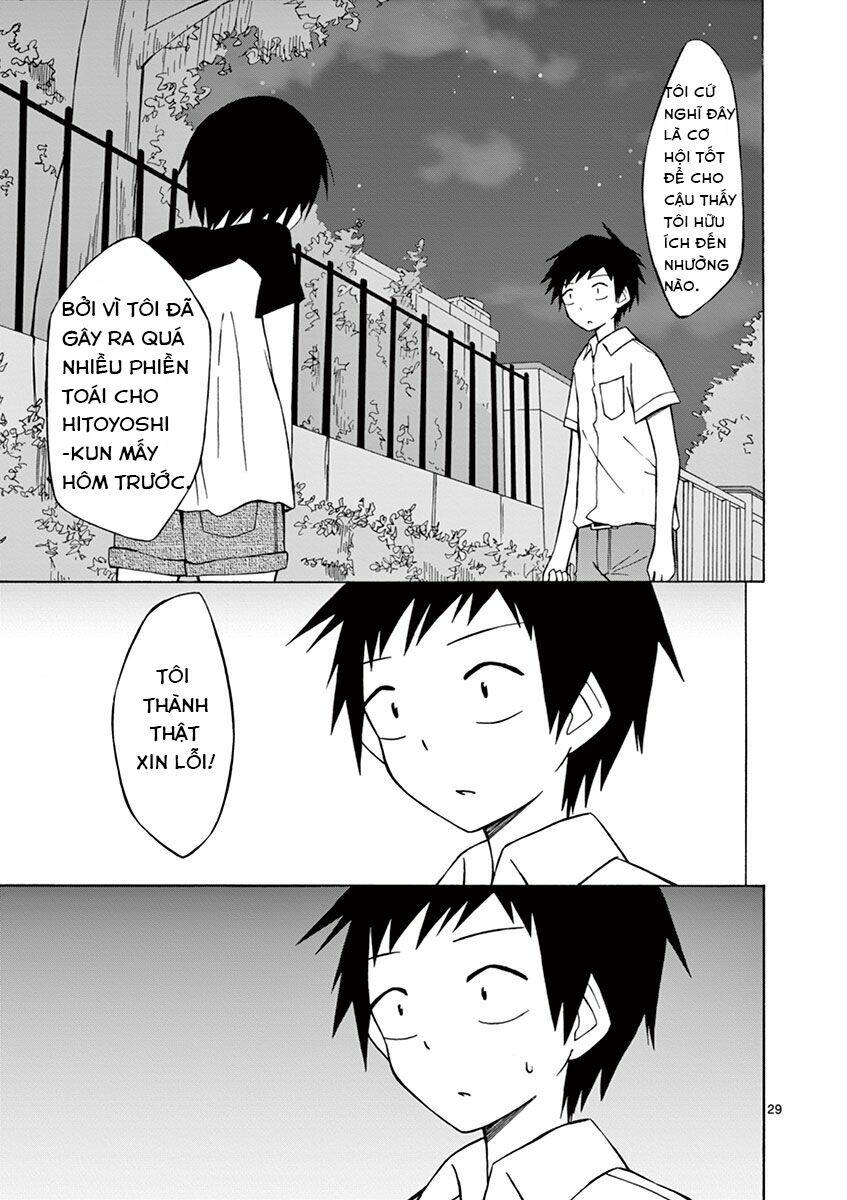 TÔI CỨ
NGHĨ ĐÂY
LÀ CƠ
HỘI TỐT
ĐỂ CHO
CẬU THẤY
TÔI HỮU
ÍCH ĐẾN
NHƯỜNG
NÀO.
BỞI VÌ TÔI ĐÃ
GÂY RA QUÁ
NHIỀU PHIỀN
TOÁI CHO
HITOYOSHI
-KUN MẤY
HÔM TRƯỚC.
TÔI
THÀNH
THẬT
XIN LỖI!
29